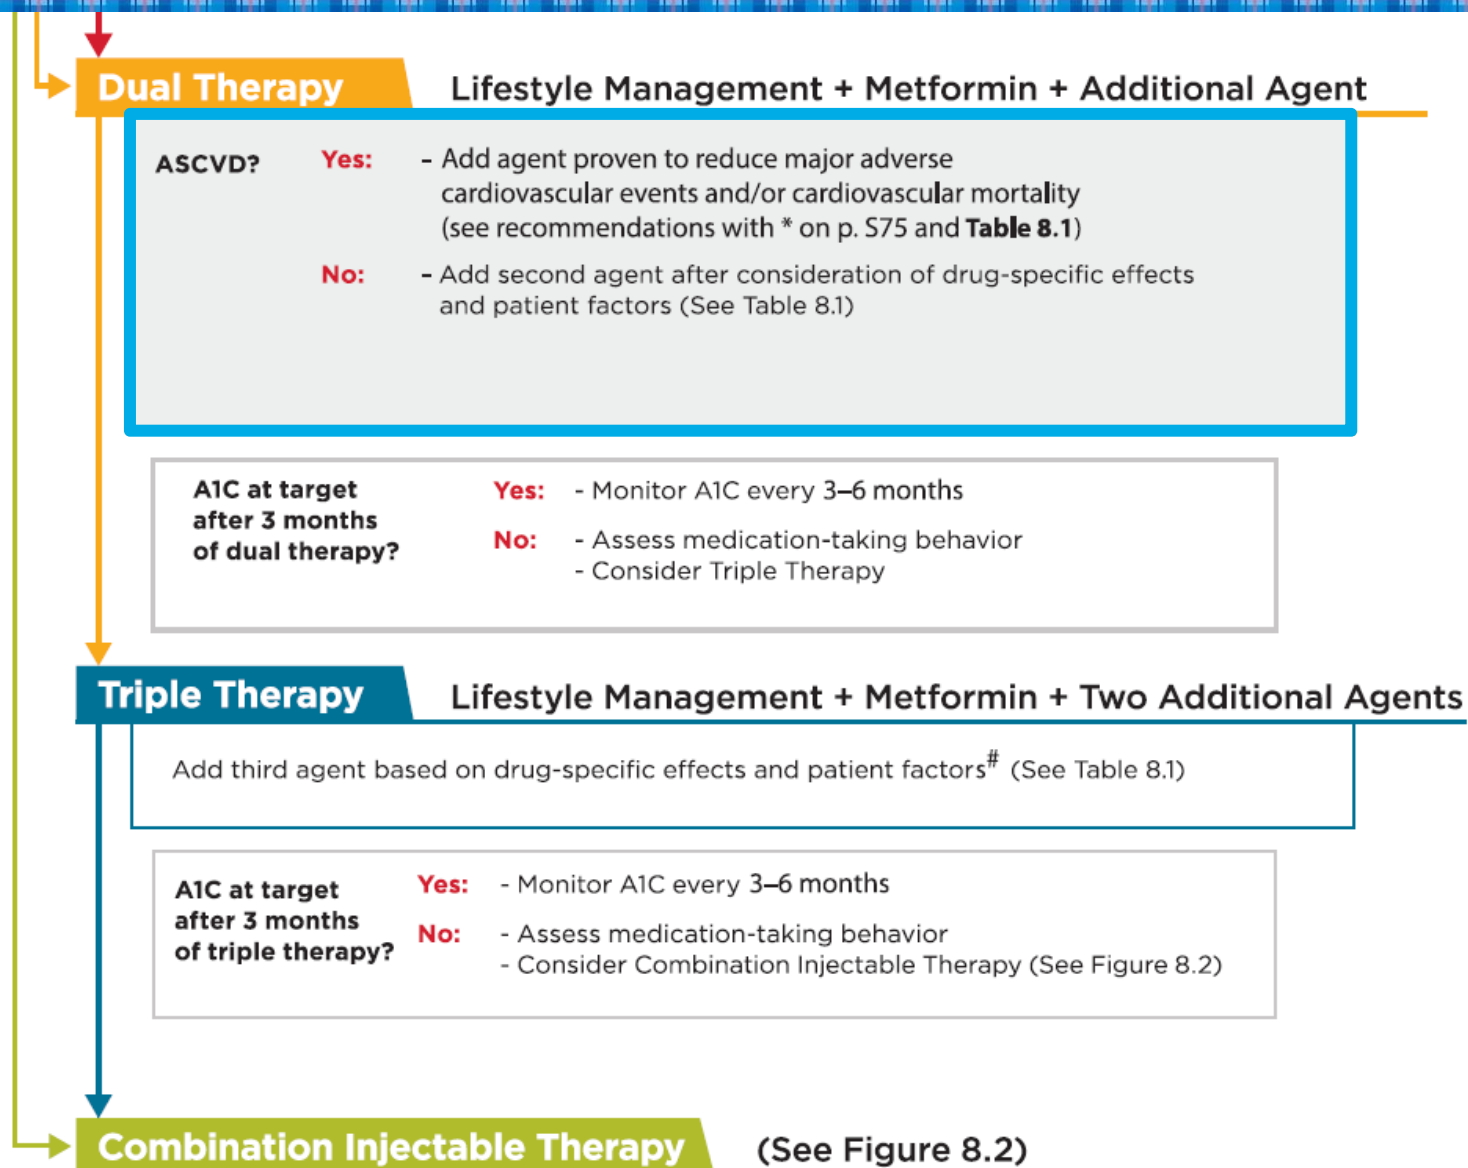 Dual Therapy Lifestyle Management + Metformin + Additional Agent
ASCVD? Yes: - Add agent proven to reduce major adverse
cardiovascular events and/or cardiovascular mortality
(see recommendations with * on p. S75 and Table 8.1)
No: - Add second agent after consideration of drug-specific effects
and patient factors (See Table 8.1)
A1C at target
after 3 months
of dual therapy?
Yes: - Monitor A1C every 3–6 months
No: - Assess medication-taking behavior
- Consider Triple Therapy
Triple Therapy Lifestyle Management + Metformin + Two Additional Agents
Add third agent based on drug-specific effects and patient factors# (See Table 8.1)
A1C at target
after 3 months
of triple therapy?
Yes: - Monitor A1C every 3–6 months
No: - Assess medication-taking behavior
- Consider Combination Injectable Therapy (See Figure 8.2)
Combination Injectable Therapy (See Figure 8.2)